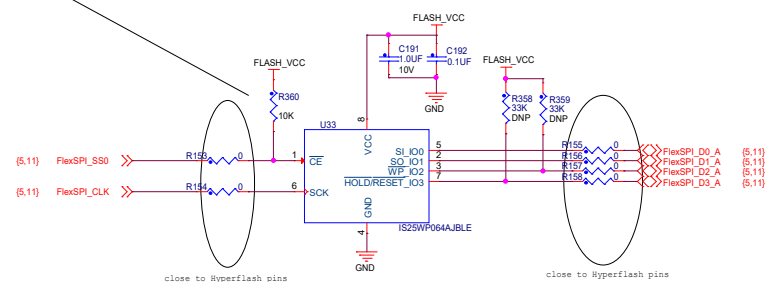 FLASH_VCC
C191
1.0UF
10V
C192
0.1UF
GND
FLASH_VCC
R360
10K
FLASH_VCC
R358
33K
DNP
R359
33K
DNP
U33
8
VCC
{5,11} FlexSPI_SS0 R153 0 1 CE
{5,11} FlexSPI_CLK R154 0 6 SCK
SI_IO0 5 R155 0 FlexSPI_D0_A {5,11}
SO_IO1 2 R156 0 FlexSPI_D1_A {5,11}
WP_IO2 3 R157 0 FlexSPI_D2_A {5,11}
HOLD/RESET_IO3 7 R158 0 FlexSPI_D3_A {5,11}
GND
4
IS25WP064AJBLE
GND
close to Hyperflash pins
close to Hyperflash pins